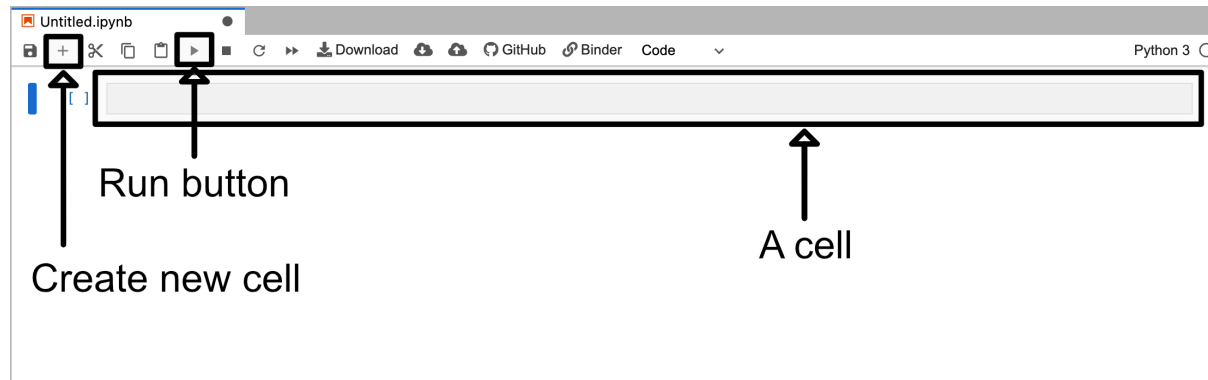 Untitled.ipynb
Download GitHub Binder Code Python 3
[ ]
Run button
A cell
Create new cell